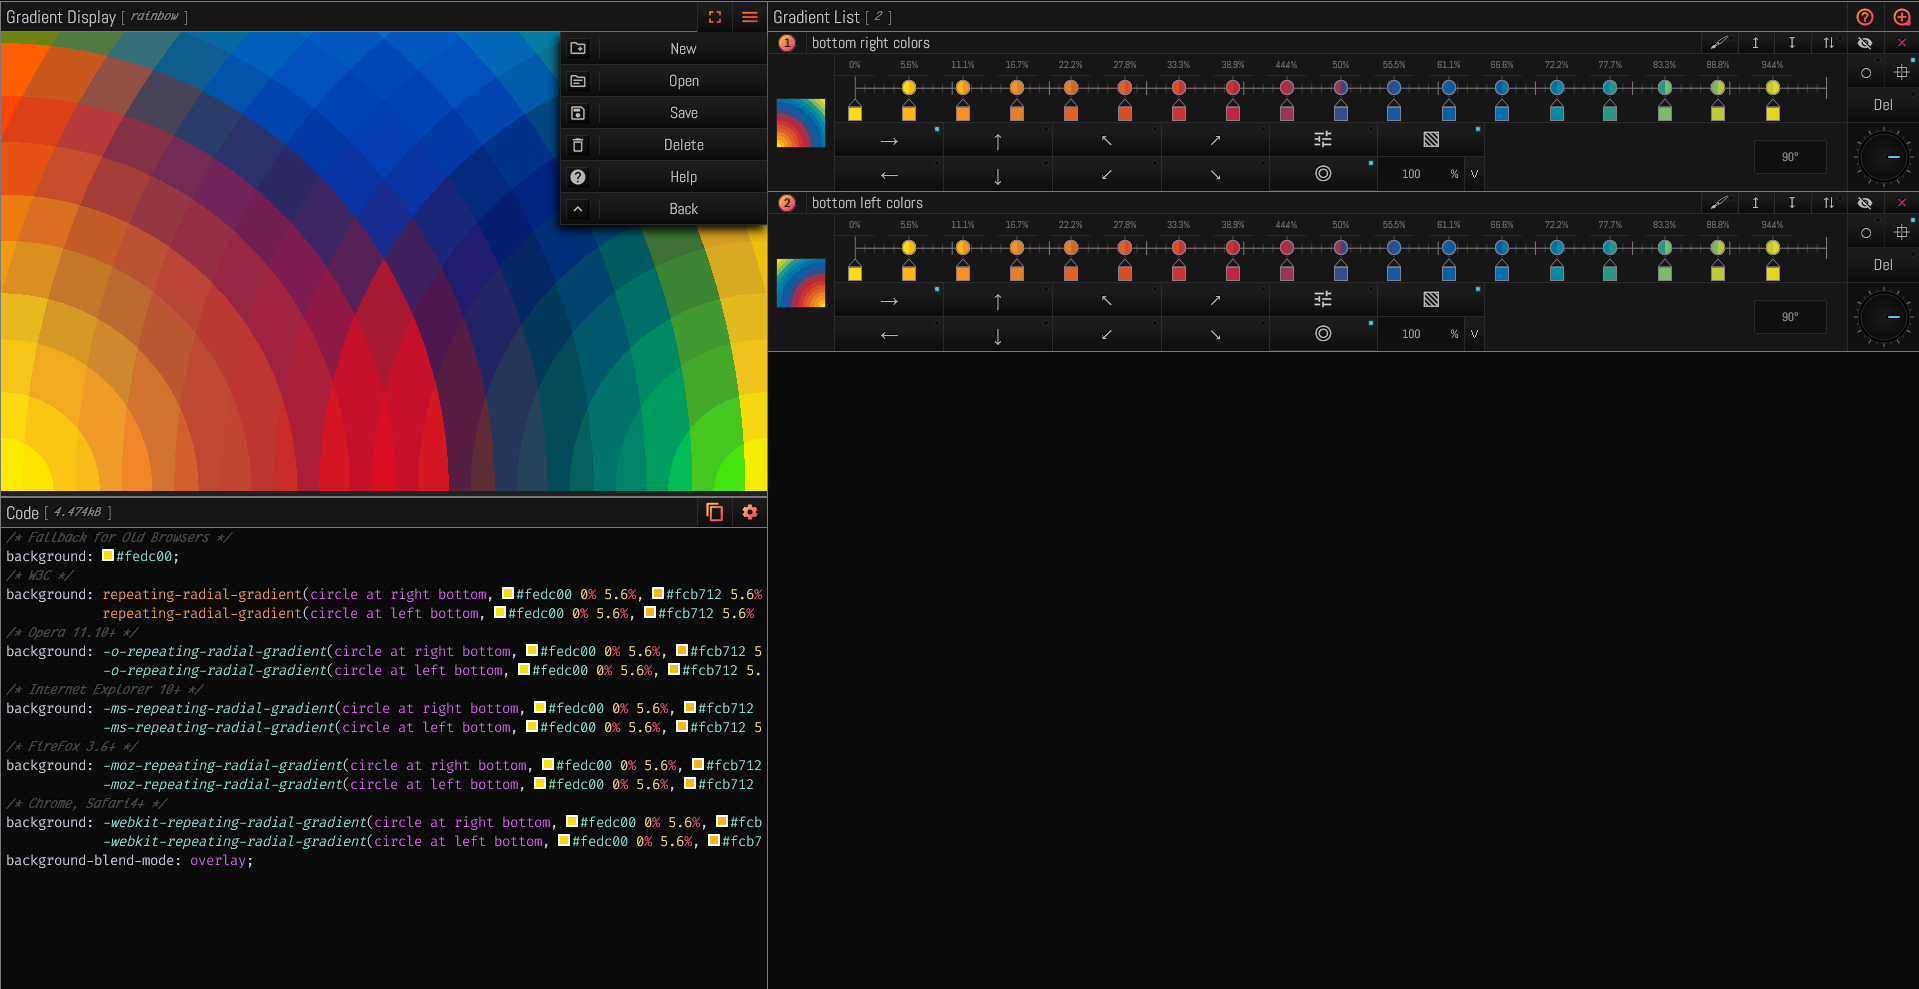 Gradient Display [ rainbow ]
New
Open
Save
Delete
Help
Back
Code [ 4.474kB ]
/* Fallback for Old Browsers */
background: #fedc00;
/* W3C */
background: repeating-radial-gradient(circle at right bottom, #fedc00 0% 5.6%, #fcb712 5.6%
repeating-radial-gradient(circle at left bottom, #fedc00 0% 5.6%, #fcb712 5.6%
/* Opera 11.10+ */
background: -o-repeating-radial-gradient(circle at right bottom, #fedc00 0% 5.6%, #fcb712 5
-o-repeating-radial-gradient(circle at left bottom, #fedc00 0% 5.6%, #fcb712 5.
/* Internet Explorer 10+ */
background: -ms-repeating-radial-gradient(circle at right bottom, #fedc00 0% 5.6%, #fcb712
-ms-repeating-radial-gradient(circle at left bottom, #fedc00 0% 5.6%, #fcb712 5
/* FireFox 3.6+ */
background: -moz-repeating-radial-gradient(circle at right bottom, #fedc00 0% 5.6%, #fcb712
-moz-repeating-radial-gradient(circle at left bottom, #fedc00 0% 5.6%, #fcb712
/* Chrome, Safari4+ */
background: -webkit-repeating-radial-gradient(circle at right bottom, #fedc00 0% 5.6%, #fcb
-webkit-repeating-radial-gradient(circle at left bottom, #fedc00 0% 5.6%, #fcb7
background-blend-mode: overlay;
Gradient List [ 2 ]
1 bottom right colors
0% 5.6% 11.1% 16.7% 22.2% 27.8% 33.3% 38.9% 44.4% 50% 55.5% 61.1% 66.6% 72.2% 77.7% 83.3% 88.8% 94.4%
Del
90°
100 % V
2 bottom left colors
0% 5.6% 11.1% 16.7% 22.2% 27.8% 33.3% 38.9% 44.4% 50% 55.5% 61.1% 66.6% 72.2% 77.7% 83.3% 88.8% 94.4%
Del
90°
100 % V